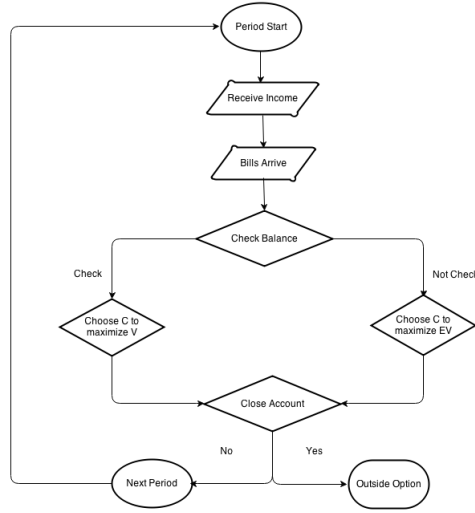 Period Start
Receive Income
Bills Arrive
Check Balance
Check
Not Check
Choose C to
maximize V
Choose C to
maximize EV
Close Account
No
Yes
Next Period
Outside Option